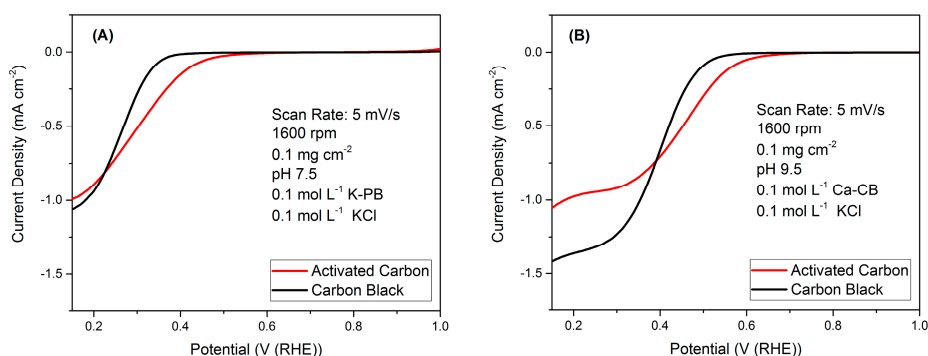 (A)
0.0
-0.5
-1.0
-1.5
Current Density (mA cm⁻²)
Scan Rate: 5 mV/s
1600 rpm
0.1 mg cm⁻²
pH 7.5
0.1 mol L⁻¹ K-PB
0.1 mol L⁻¹ KCl
Activated Carbon
Carbon Black
0.2 0.4 0.6 0.8 1.0
Potential (V (RHE))
(B)
0.0
-0.5
-1.0
-1.5
Current Density (mA cm⁻²)
Scan Rate: 5 mV/s
1600 rpm
0.1 mg cm⁻²
pH 9.5
0.1 mol L⁻¹ Ca-CB
0.1 mol L⁻¹ KCl
Activated Carbon
Carbon Black
0.2 0.4 0.6 0.8 1.0
Potential (V (RHE))